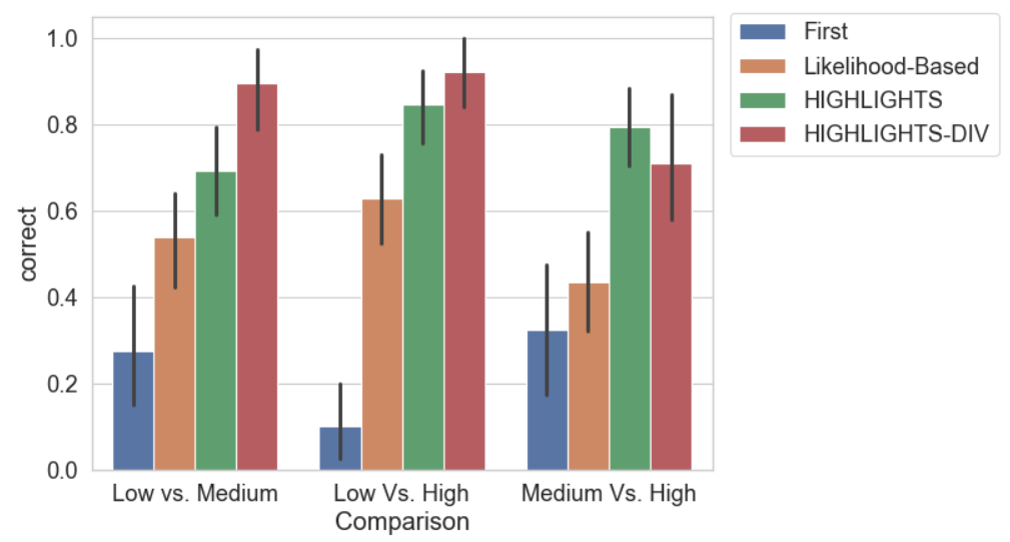 1.0
0.8
0.6
0.4
0.2
0.0
correct
Low vs. Medium
Low Vs. High
Medium Vs. High
Comparison
First
Likelihood-Based
HIGHLIGHTS
HIGHLIGHTS-DIV